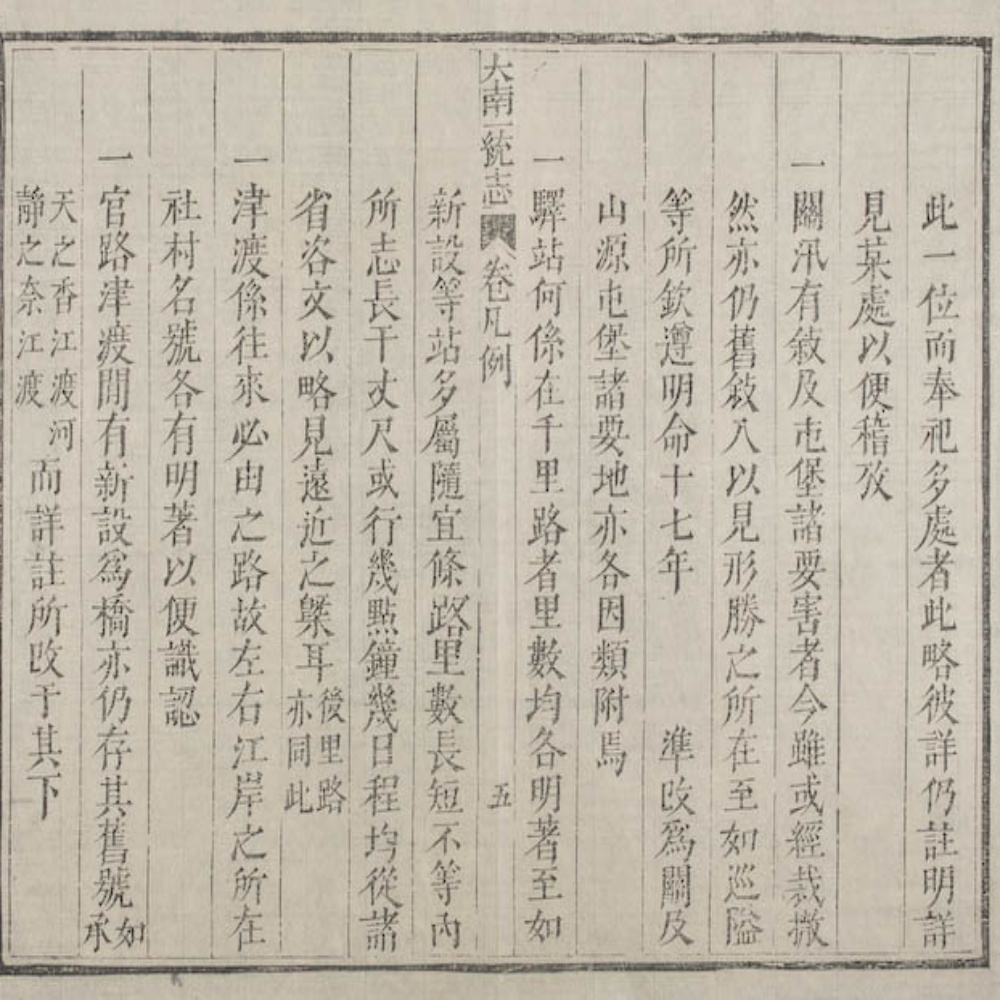 此一位而奉祀多處者此略彼詳仍註明詳
見某處以便稽攷
一關汛有敍及屯堡諸要害者今雖或經裁撤
然亦仍舊敍入以見形勝之所在至如巡隘
等所欽遵明命十七年 準改爲關及
山源屯堡諸要地亦各因類附焉
一驛站何係在千里路者里數均各明著至如
大南一統志 卷凡例 五
新設等站多屬隨宜條路里數長短不等內
所志長干丈尺或行幾點鐘幾日程均從諸
省咨文以略見遠近之槩耳後里路亦同此
一津渡係往來必由之路故左右江岸之所在
社村名號各有明著以便識認
一官路津渡間有新設爲橋亦仍存其舊號如承
天之香江渡河靜之奈江渡而詳註所改于其下